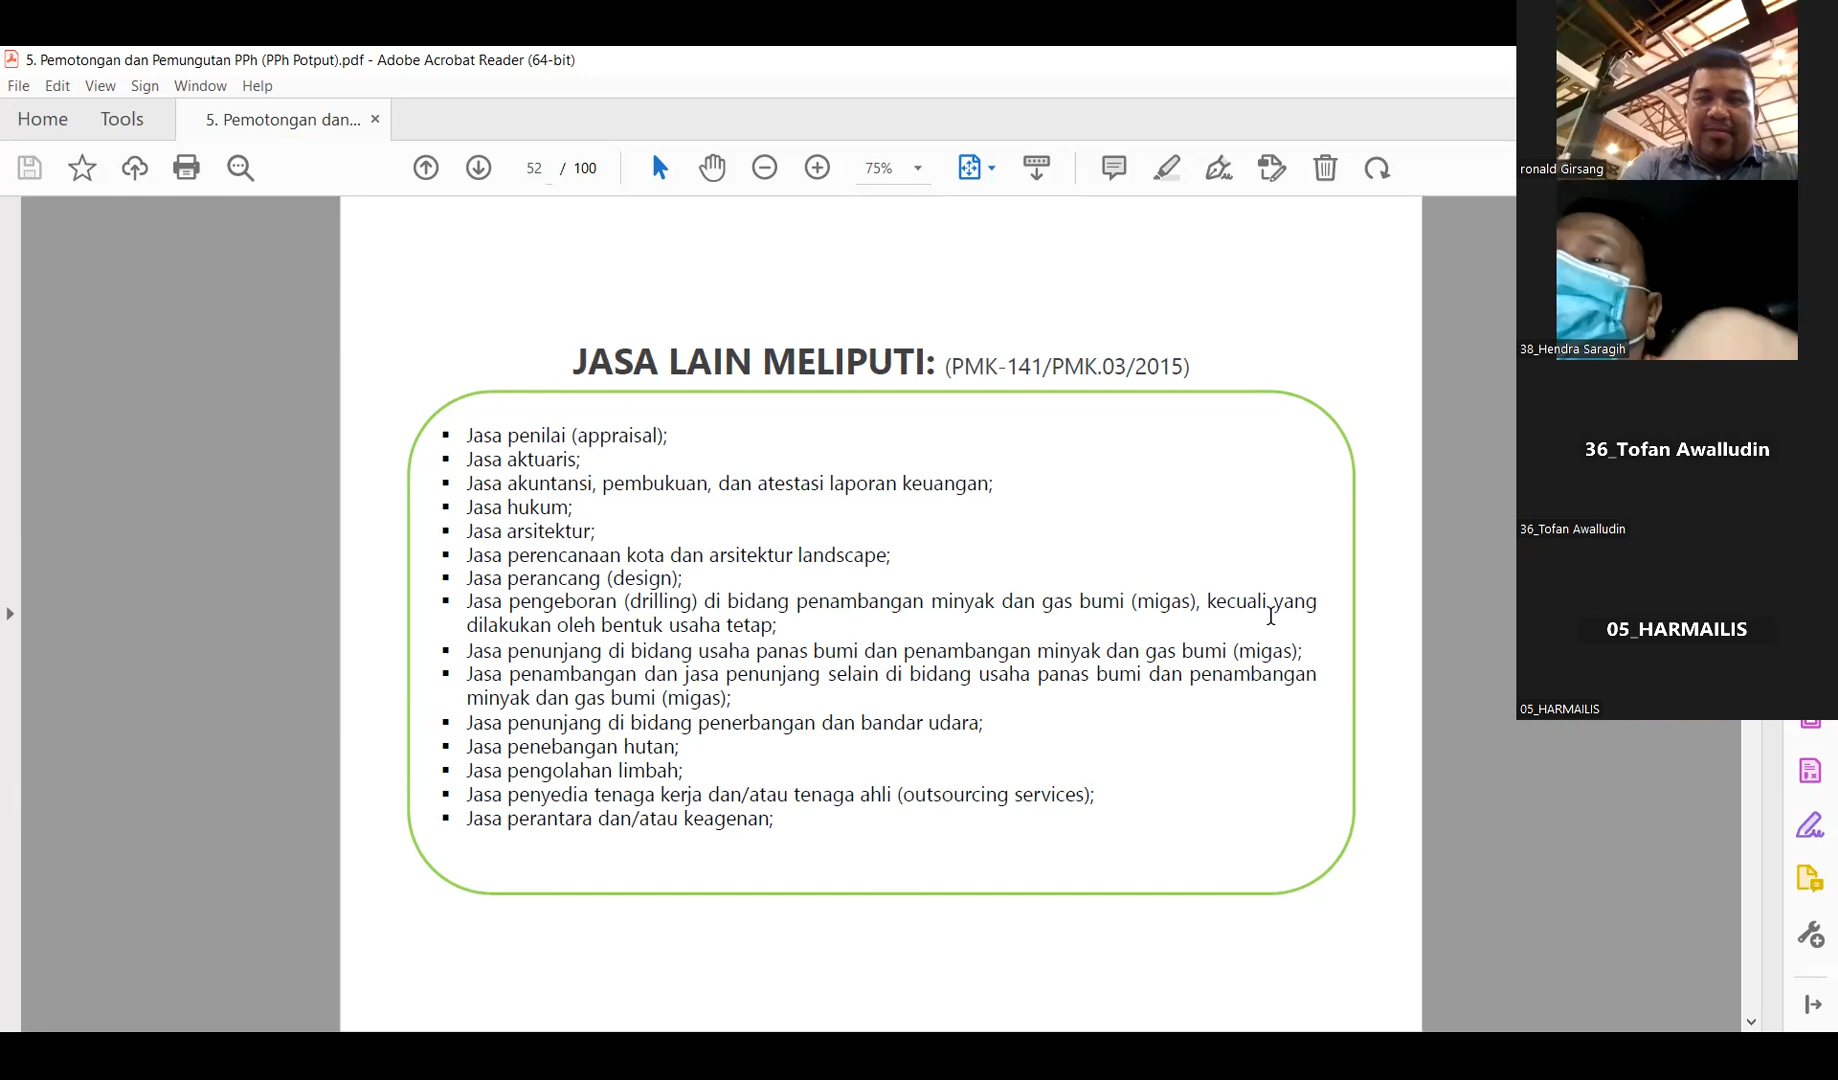 5. Pemotongan dan Pemungutan PPh (PPh Potput).pdf - Adobe Acrobat Reader (64-bit)
File Edit View Sign Window Help
Home Tools 5. Pemotongan dan... ×
52 / 100 75%
JASA LAIN MELIPUTI: (PMK-141/PMK.03/2015)
▪ Jasa penilai (appraisal);
▪ Jasa aktuaris;
▪ Jasa akuntansi, pembukuan, dan atestasi laporan keuangan;
▪ Jasa hukum;
▪ Jasa arsitektur;
▪ Jasa perencanaan kota dan arsitektur landscape;
▪ Jasa perancang (design);
▪ Jasa pengeboran (drilling) di bidang penambangan minyak dan gas bumi (migas), kecuali yang
dilakukan oleh bentuk usaha tetap;
▪ Jasa penunjang di bidang usaha panas bumi dan penambangan minyak dan gas bumi (migas);
▪ Jasa penambangan dan jasa penunjang selain di bidang usaha panas bumi dan penambangan
minyak dan gas bumi (migas);
▪ Jasa penunjang di bidang penerbangan dan bandar udara;
▪ Jasa penebangan hutan;
▪ Jasa pengolahan limbah;
▪ Jasa penyedia tenaga kerja dan/atau tenaga ahli (outsourcing services);
▪ Jasa perantara dan/atau keagenan;
ronald Girsang
38_Hendra Saragih
36_Tofan Awalludin
36_Tofan Awalludin
05_HARMAILIS
05_HARMAILIS